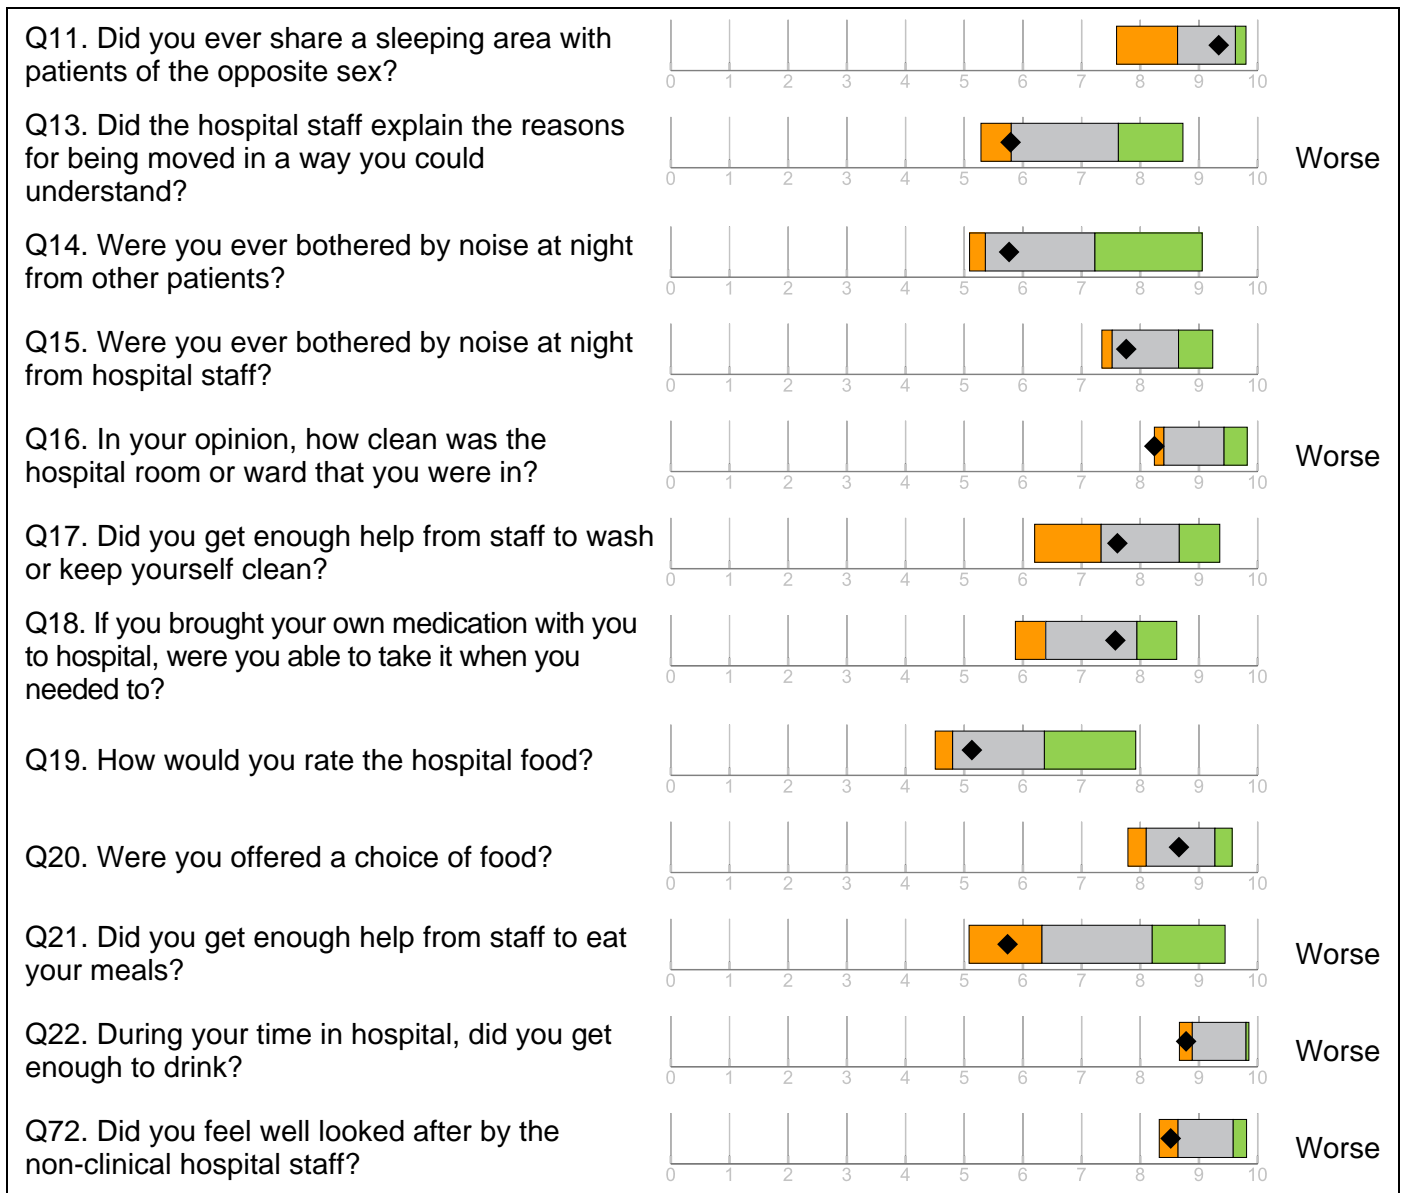 Q11. Did you ever share a sleeping area with
patients of the opposite sex?
0 1 2 3 4 5 6 7 8 9 10
Q13. Did the hospital staff explain the reasons
for being moved in a way you could
understand?
0 1 2 3 4 5 6 7 8 9 10
Worse
Q14. Were you ever bothered by noise at night
from other patients?
0 1 2 3 4 5 6 7 8 9 10
Q15. Were you ever bothered by noise at night
from hospital staff?
0 1 2 3 4 5 6 7 8 9 10
Q16. In your opinion, how clean was the
hospital room or ward that you were in?
0 1 2 3 4 5 6 7 8 9 10
Worse
Q17. Did you get enough help from staff to wash
or keep yourself clean?
0 1 2 3 4 5 6 7 8 9 10
Q18. If you brought your own medication with you
to hospital, were you able to take it when you
needed to?
0 1 2 3 4 5 6 7 8 9 10
Q19. How would you rate the hospital food?
0 1 2 3 4 5 6 7 8 9 10
Q20. Were you offered a choice of food?
0 1 2 3 4 5 6 7 8 9 10
Q21. Did you get enough help from staff to eat
your meals?
0 1 2 3 4 5 6 7 8 9 10
Worse
Q22. During your time in hospital, did you get
enough to drink?
0 1 2 3 4 5 6 7 8 9 10
Worse
Q72. Did you feel well looked after by the
non-clinical hospital staff?
0 1 2 3 4 5 6 7 8 9 10
Worse